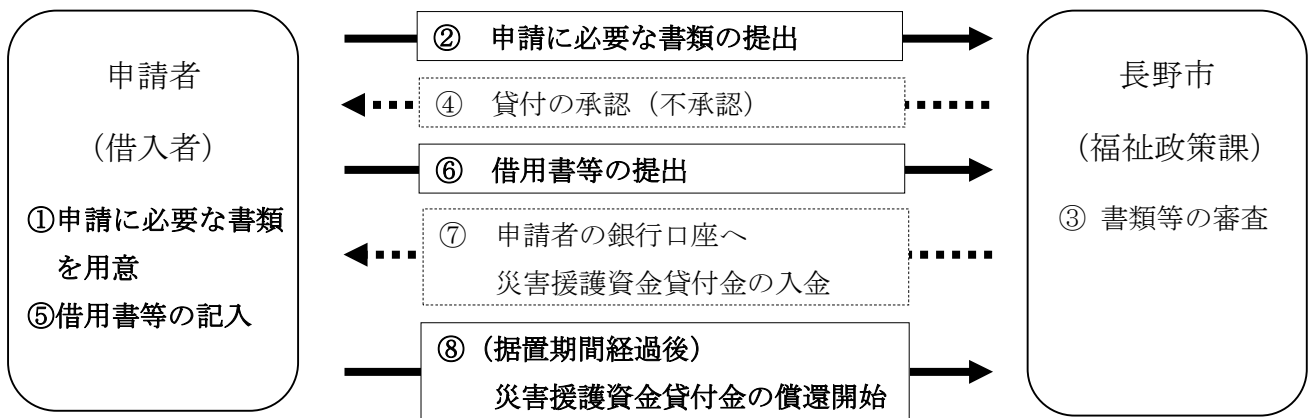 申請者
（借入者）
①申請に必要な書類
を用意
⑤借用書等の記入
② 申請に必要な書類の提出
④ 貸付の承認（不承認）
⑥ 借用書等の提出
⑦ 申請者の銀行口座へ
災害援護資金貸付金の入金
⑧（据置期間経過後）
災害援護資金貸付金の償還開始
長野市
（福祉政策課）
③ 書類等の審査